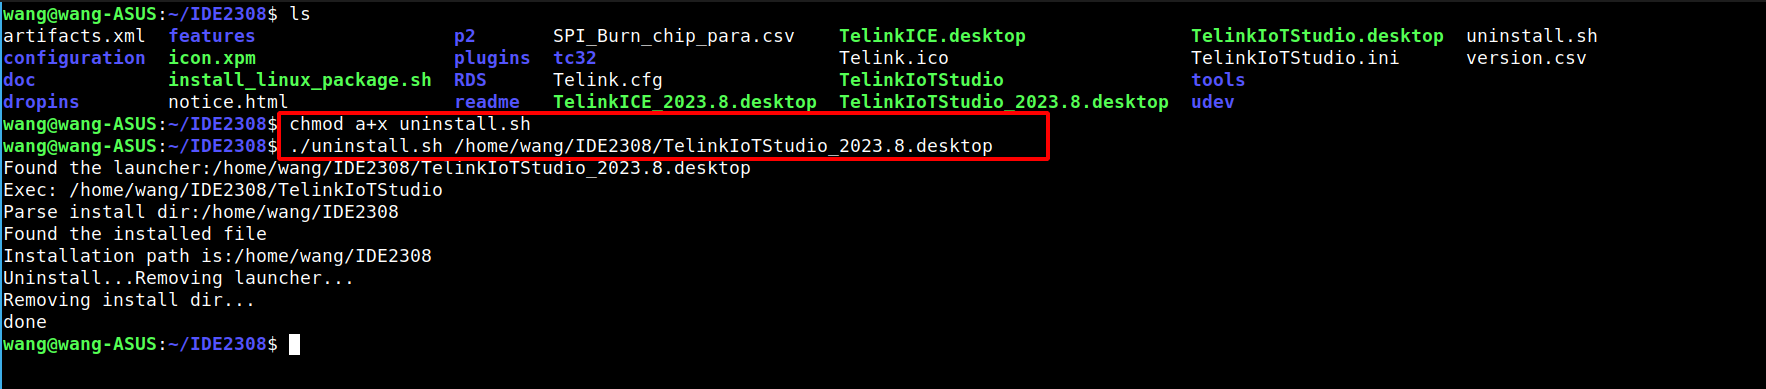 wang@wang-ASUS:~/IDE2308$ ls
artifacts.xml  features                  p2       SPI_Burn_chip_para.csv    TelinkICE.desktop              TelinkIoTStudio.desktop  uninstall.sh
configuration  icon.xpm                  plugins  tc32                      Telink.ico                     TelinkIoTStudio.ini      version.csv
doc            install_linux_package.sh  RDS      Telink.cfg                TelinkIoTStudio                tools
dropins        notice.html               readme   TelinkICE_2023.8.desktop  TelinkIoTStudio_2023.8.desktop  udev
wang@wang-ASUS:~/IDE2308$ chmod a+x uninstall.sh
wang@wang-ASUS:~/IDE2308$ ./uninstall.sh /home/wang/IDE2308/TelinkIoTStudio_2023.8.desktop
Found the launcher:/home/wang/IDE2308/TelinkIoTStudio_2023.8.desktop
Exec: /home/wang/IDE2308/TelinkIoTStudio
Parse install dir:/home/wang/IDE2308
Found the installed file
Installation path is:/home/wang/IDE2308
Uninstall...Removing launcher...
Removing install dir...
done
wang@wang-ASUS:~/IDE2308$